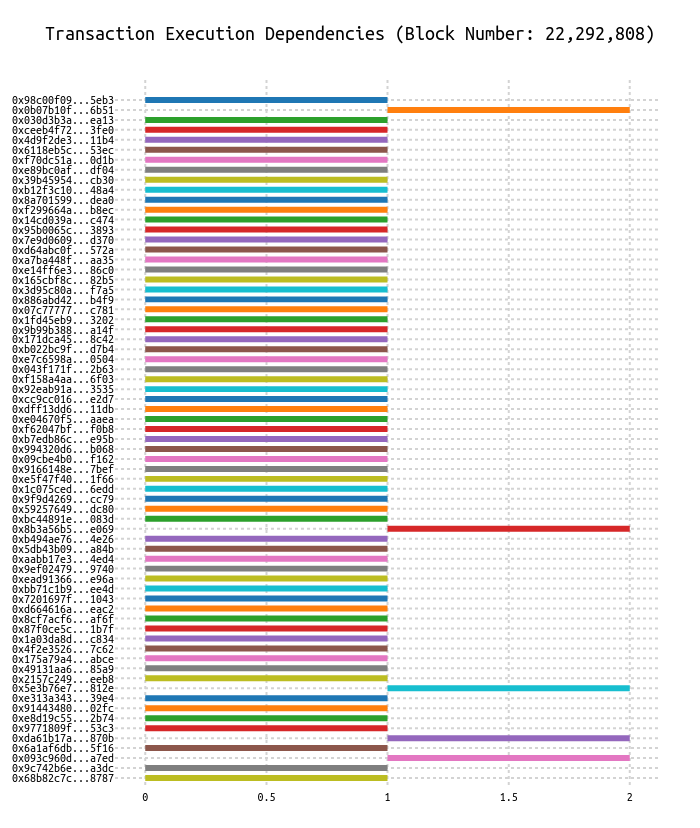 Transaction Execution Dependencies (Block Number: 22,292,808)
0x98c00f09...5eb3
0x0b07b10f...6b51
0x030d3b3a...ea13
0xceeb4f72...3fe0
0x4d9f2de3...11b4
0x6118eb5c...53ec
0xf70dc51a...0d1b
0xe89bc0af...df04
0x39b45954...cb30
0xb12f3c10...48a4
0x8a701599...dea0
0xf299664a...b8ec
0x14cd039a...c474
0x95b0065c...3893
0x7e9d0609...d370
0xd64abc0f...572a
0xa7ba448f...aa35
0xe14ff6e3...86c0
0x165cbf8c...82b5
0x3d95c80a...f7a5
0x886abd42...b4f9
0x07c77777...c781
0x1fd45eb9...3202
0x9b99b388...a14f
0x171dca45...8c42
0xb022bc9f...d7b4
0xe7c6598a...0504
0x043f171f...2b63
0xf158a4aa...6f03
0x92eab91a...3535
0xcc9cc016...e2d7
0xdff13dd6...11db
0xe04670f5...aaea
0xf62047bf...f0b8
0xb7edb86c...e95b
0x994320d6...b068
0x09cbe4b0...f162
0x9166148e...7bef
0xe5f47f40...1f66
0x1c075ced...6edd
0x9f9d4269...cc79
0x59257649...dc80
0xbc44891e...083d
0x8b3a56b5...e069
0xb494ae76...4e26
0x5db43b09...a84b
0xaabb17e3...4ed4
0x9ef02479...9740
0xead91366...e96a
0xbb71c1b9...ee4d
0x7201697f...1043
0xd664616a...eac2
0x8cf7acf6...af6f
0x87f0ce5c...1b7f
0x1a03da8d...c834
0x4f2e3526...7c62
0x175a79a4...abce
0x49131aa6...85a9
0x2157c249...eeb8
0x5e3b76e7...812e
0xe313a343...39e4
0x91443480...02fc
0xe8d19c55...2b74
0x9771809f...53c3
0xda61b17a...870b
0x6a1af6db...5f16
0x093c960d...a7ed
0x9c742b6e...a3dc
0x68b82c7c...8787
0 0.5 1 1.5 2